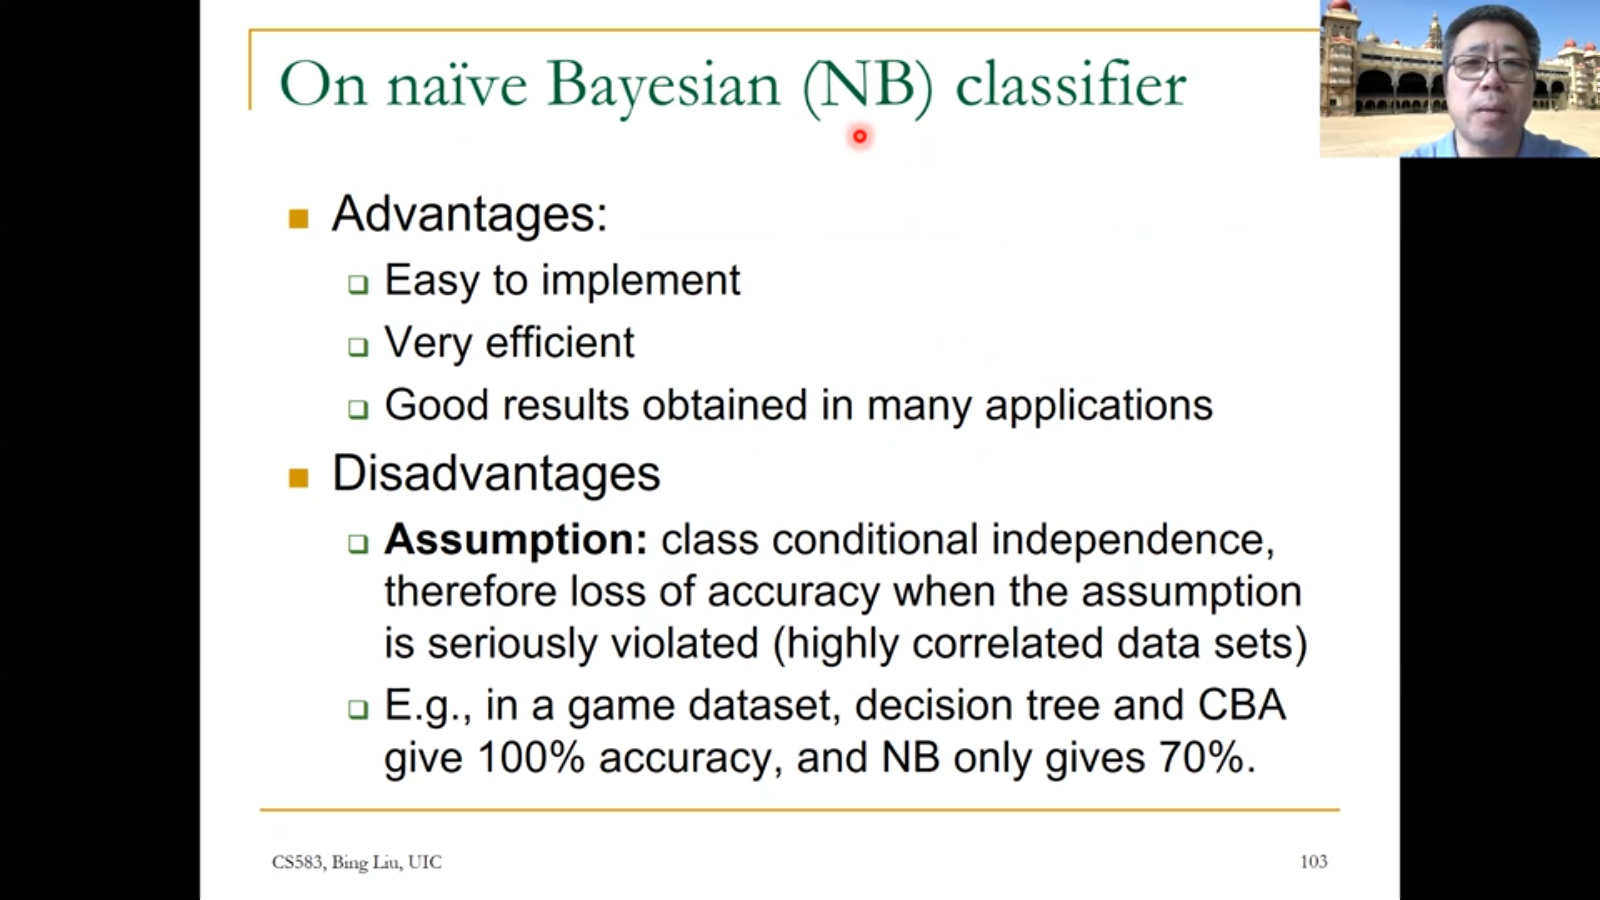 On naïve Bayesian (NB) classifier
Advantages:
Easy to implement
Very efficient
Good results obtained in many applications
Disadvantages
Assumption: class conditional independence,
therefore loss of accuracy when the assumption
is seriously violated (highly correlated data sets)
E.g., in a game dataset, decision tree and CBA
give 100% accuracy, and NB only gives 70%.
CS583, Bing Liu, UIC
103